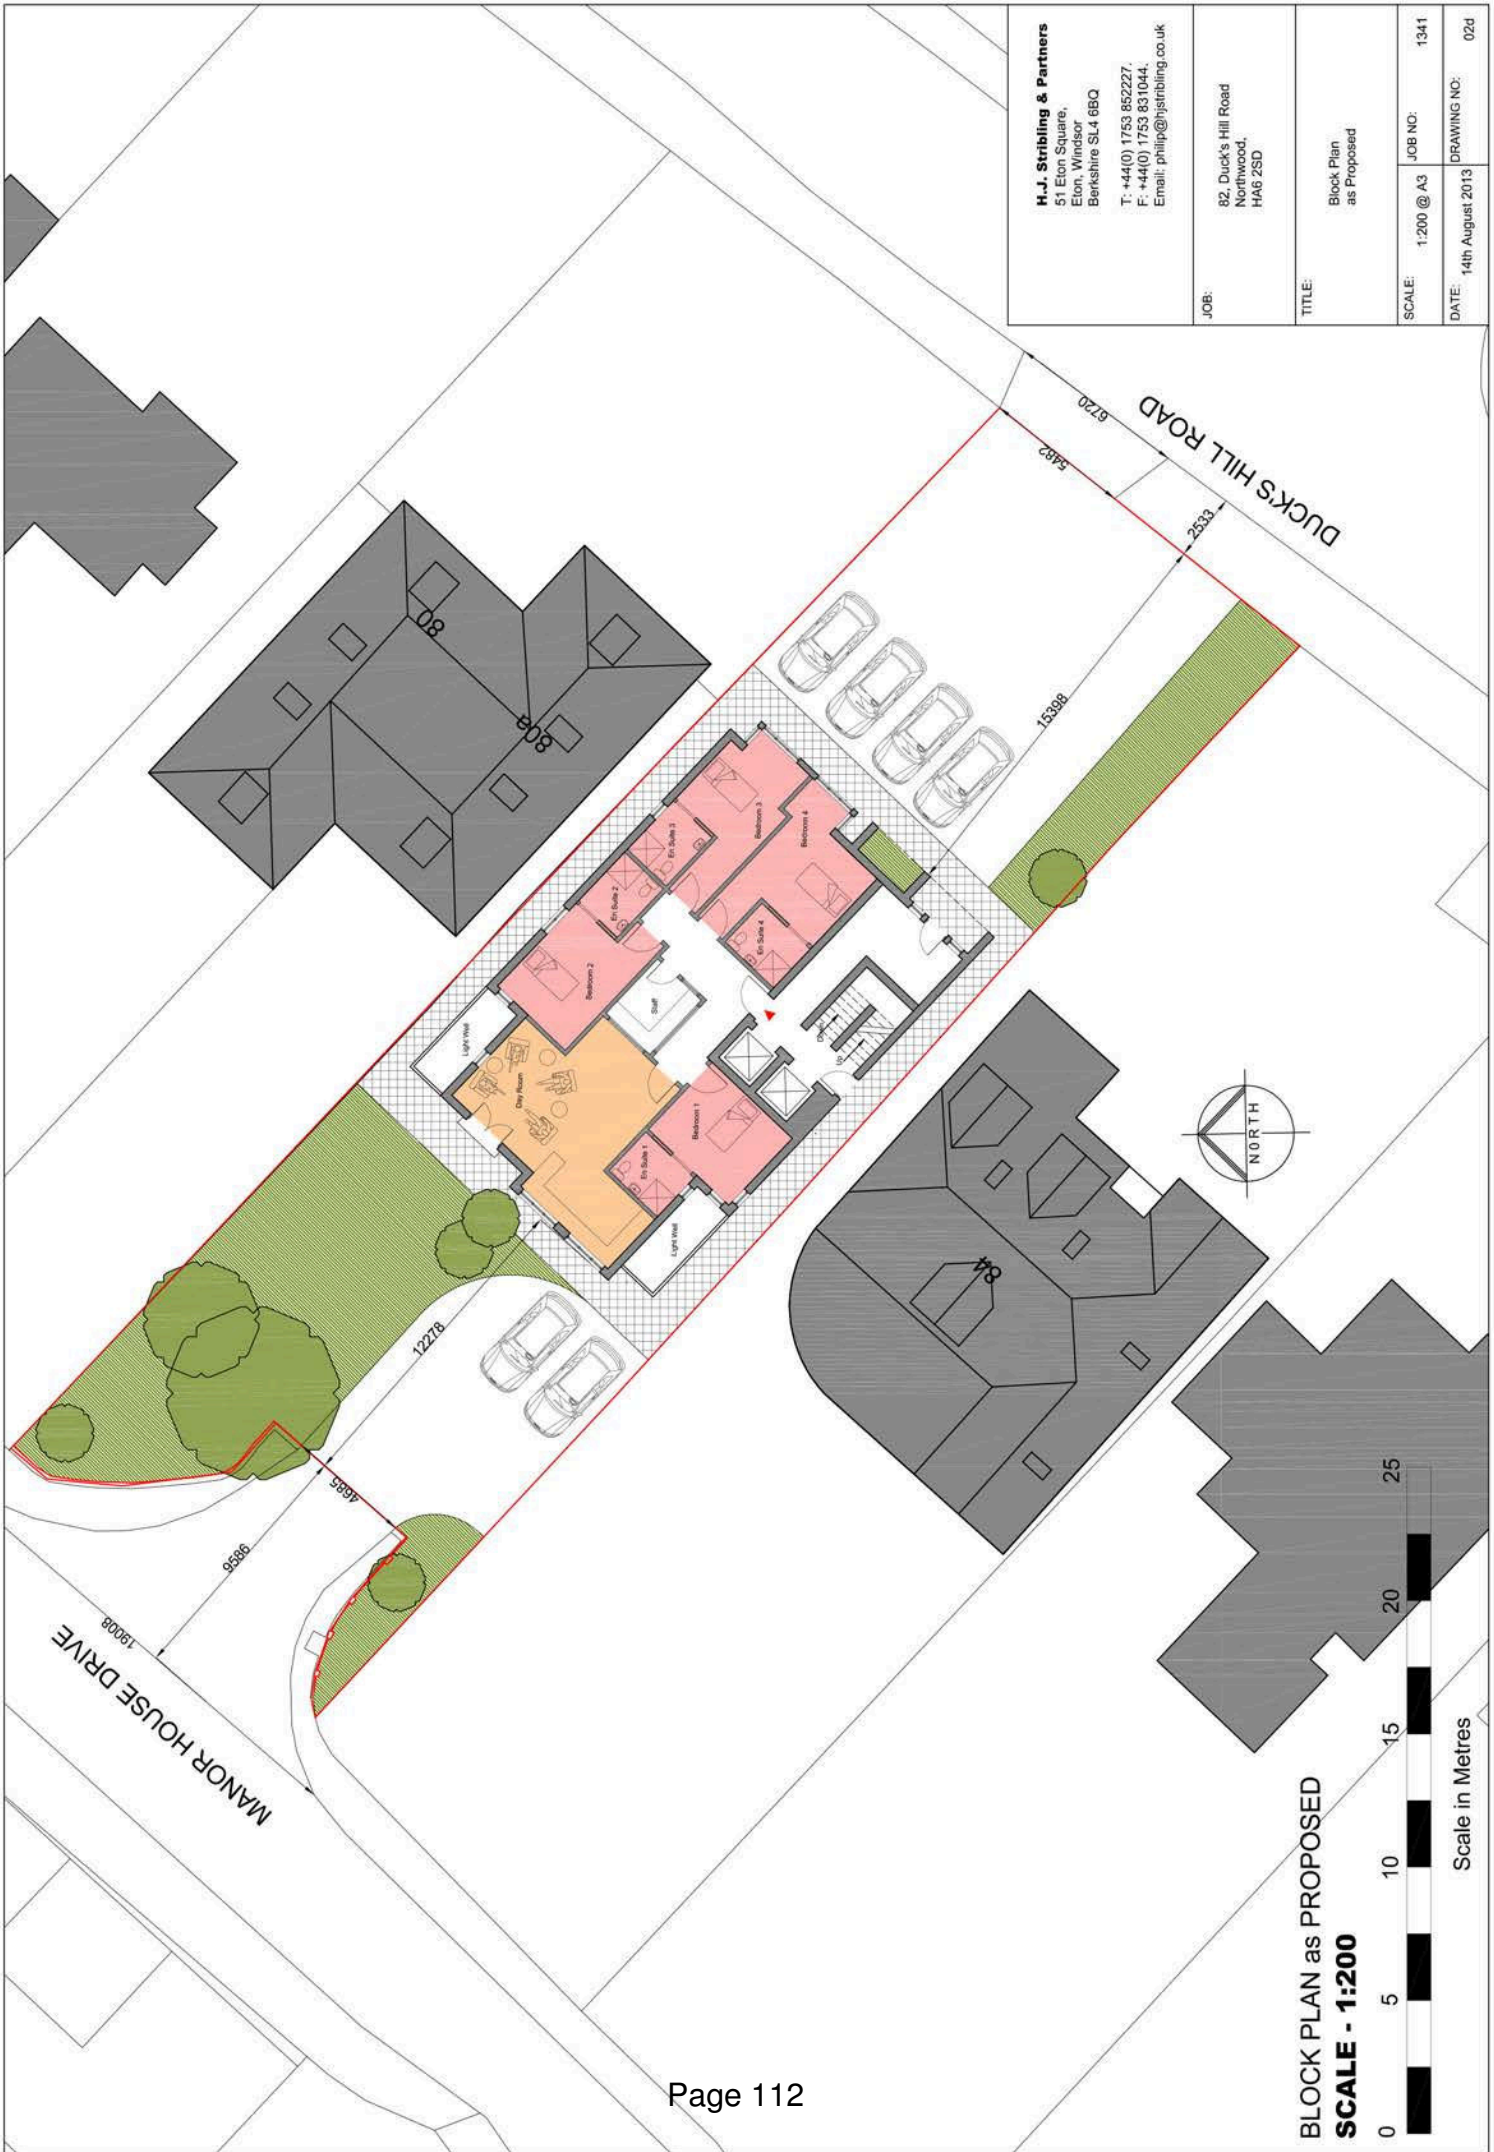 H.J. Stribling & Partners
51 Eton Square,
Eton, Windsor
Berkshire SL4 6BQ
T: +44(0) 1753 852227.
F: +44(0) 1753 831044.
Email: philip@hjstribling.co.uk
JOB:
82, Duck's Hill Road
Northwood,
HA6 2SD
TITLE:
Block Plan
as Proposed
SCALE: 1:200 @ A3
JOB NO: 1341
DATE: 14th August 2013
DRAWING NO: 02d
DUCK'S HILL ROAD
6720
5482
2533
15398
80
80a
Bedroom 3
Bedroom 4
En Suite 3
En Suite 2
En Suite 4
Bedroom 2
Staff
Light Well
Day Room
Down
Up
Bedroom 1
En Suite 1
Light Well
84
NORTH
12278
4685
9586
19008
MANOR HOUSE DRIVE
BLOCK PLAN as PROPOSED
SCALE - 1:200
0 5 10 15 20 25
Scale in Metres
Page 112